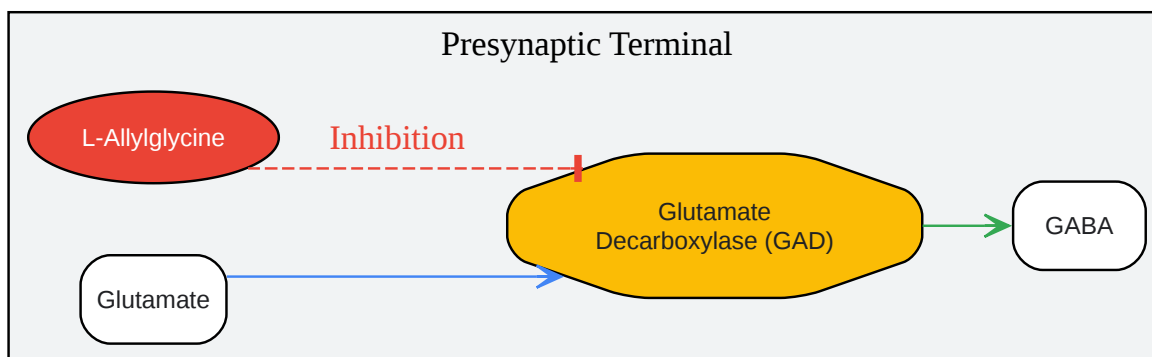 Presynaptic Terminal
L-Allylglycine
Inhibition
Glutamate
Decarboxylase (GAD)
GABA
Glutamate